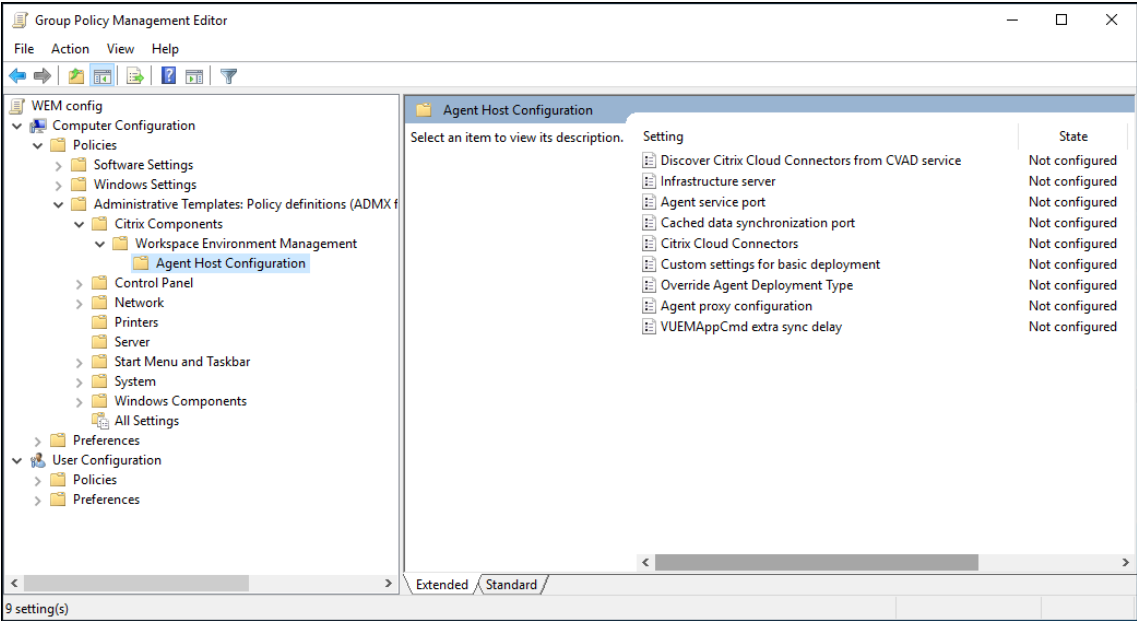 Group Policy Management Editor
File Action View Help
WEM config
Computer Configuration
Policies
Software Settings
Windows Settings
Administrative Templates: Policy definitions (ADMX f
Citrix Components
Workspace Environment Management
Agent Host Configuration
Control Panel
Network
Printers
Server
Start Menu and Taskbar
System
Windows Components
All Settings
Preferences
User Configuration
Policies
Preferences
Agent Host Configuration
Select an item to view its description.
Setting State
Discover Citrix Cloud Connectors from CVAD service Not configured
Infrastructure server Not configured
Agent service port Not configured
Cached data synchronization port Not configured
Citrix Cloud Connectors Not configured
Custom settings for basic deployment Not configured
Override Agent Deployment Type Not configured
Agent proxy configuration Not configured
VUEMAppCmd extra sync delay Not configured
Extended Standard
9 setting(s)